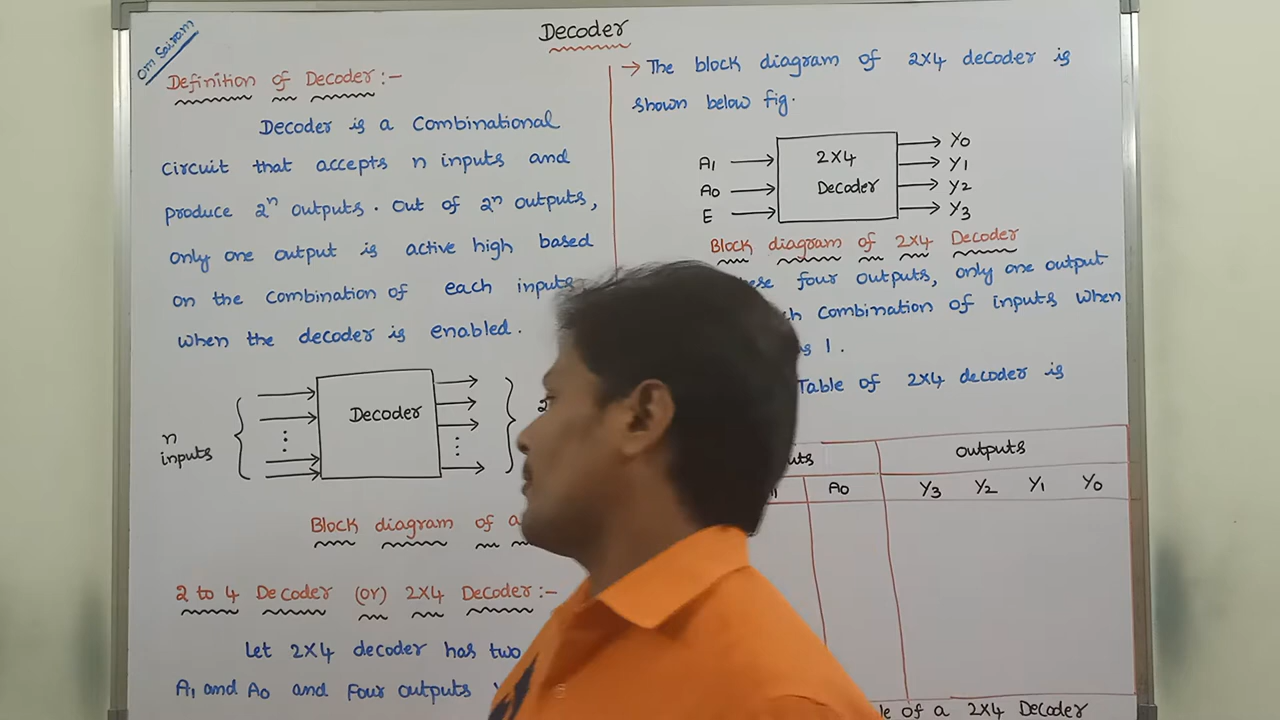 Om Sairam
Decoder
Definition of Decoder:-
Decoder is a Combinational
Circuit that accepts n inputs and
produce 2ⁿ outputs. Out of 2ⁿ outputs,
only one output is active high based
on the combination of each inputs
when the decoder is enabled.
n
inputs
Decoder
2
Block diagram of a
2 to 4 Decoder (or) 2X4 Decoder:-
Let 2X4 decoder has two
A₁ and A₀ and four outputs
→ The block diagram of 2X4 decoder is
shown below fig.
A₁
A₀
E
2X4
Decoder
Y₀
Y₁
Y₂
Y₃
Block diagram of 2X4 Decoder
four outputs, only one output
combination of inputs when
1.
Table of 2X4 decoder is
outputs
A₀ Y₃ Y₂ Y₁ Y₀
of a 2X4 Decoder